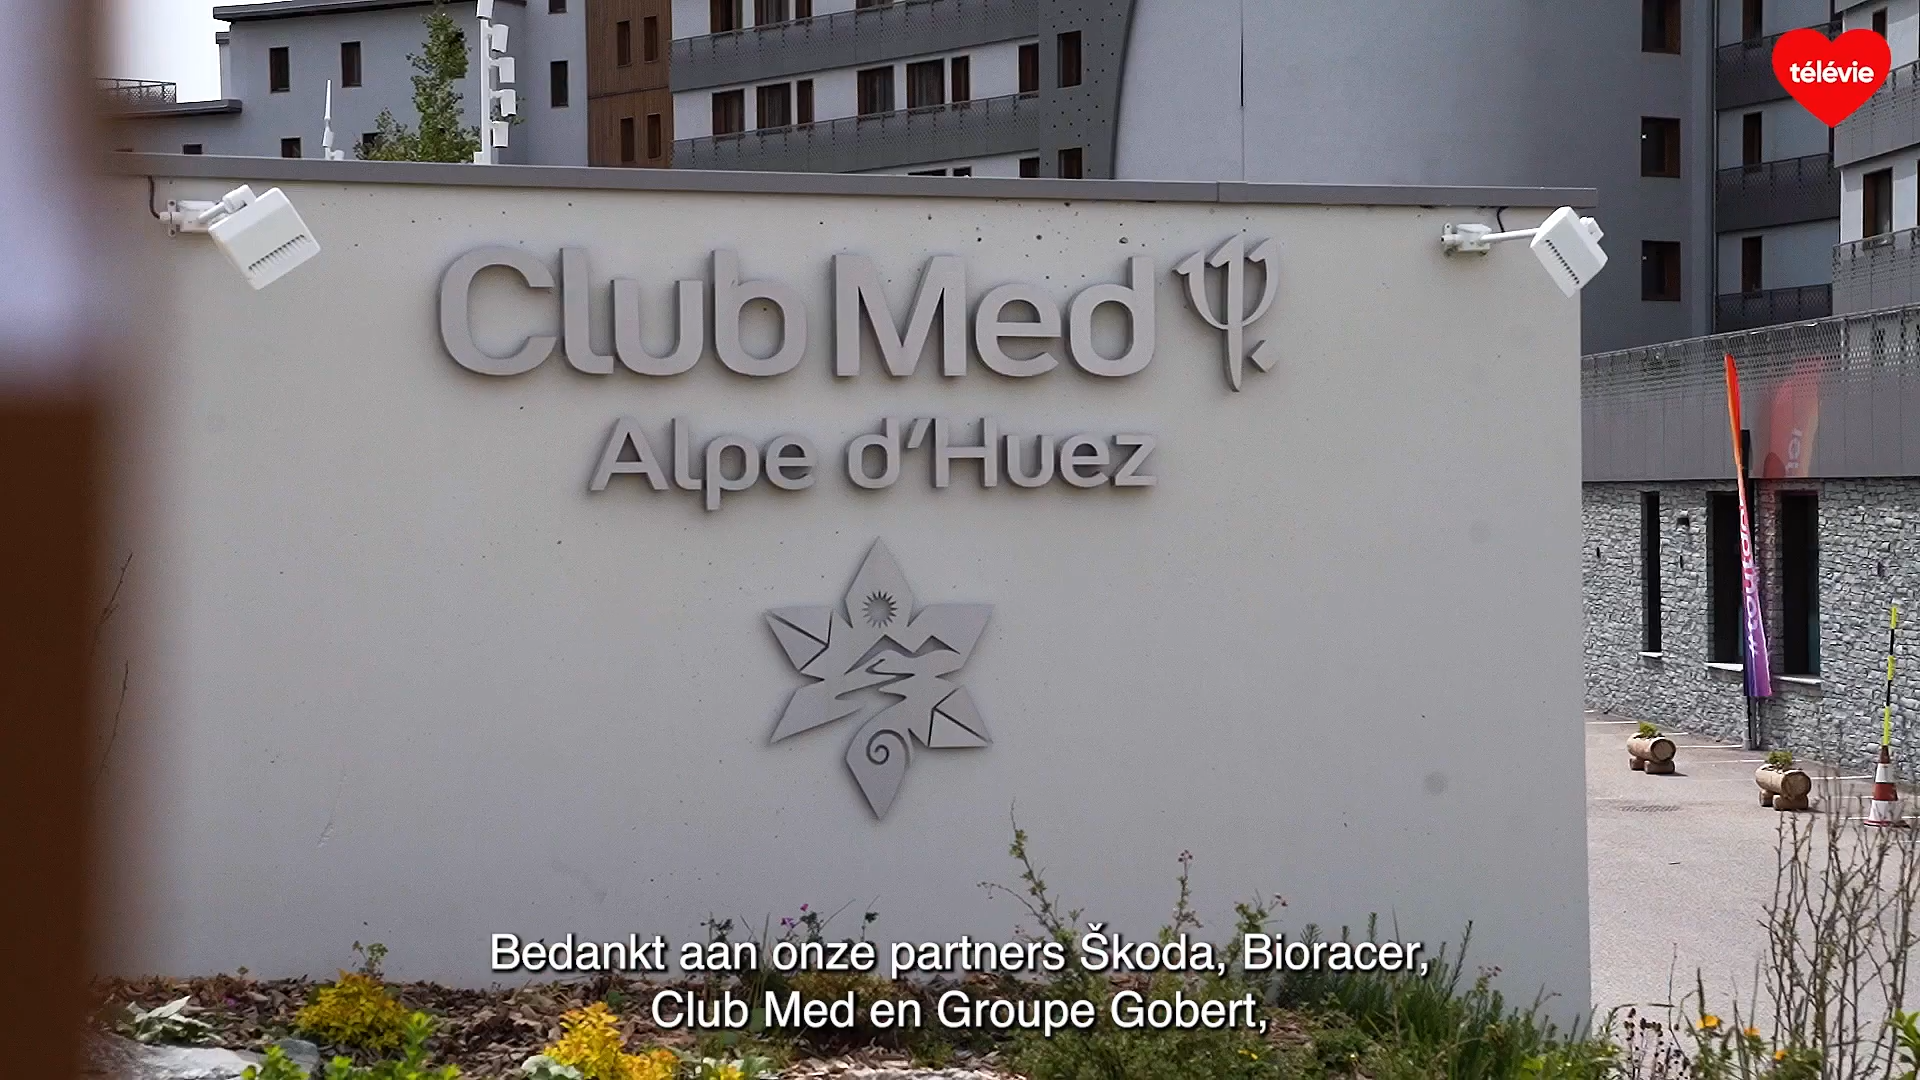 télévie
Club Med
Alpe d'Huez
Bedankt aan onze partners Škoda, Bioracer,
Club Med en Groupe Gobert,